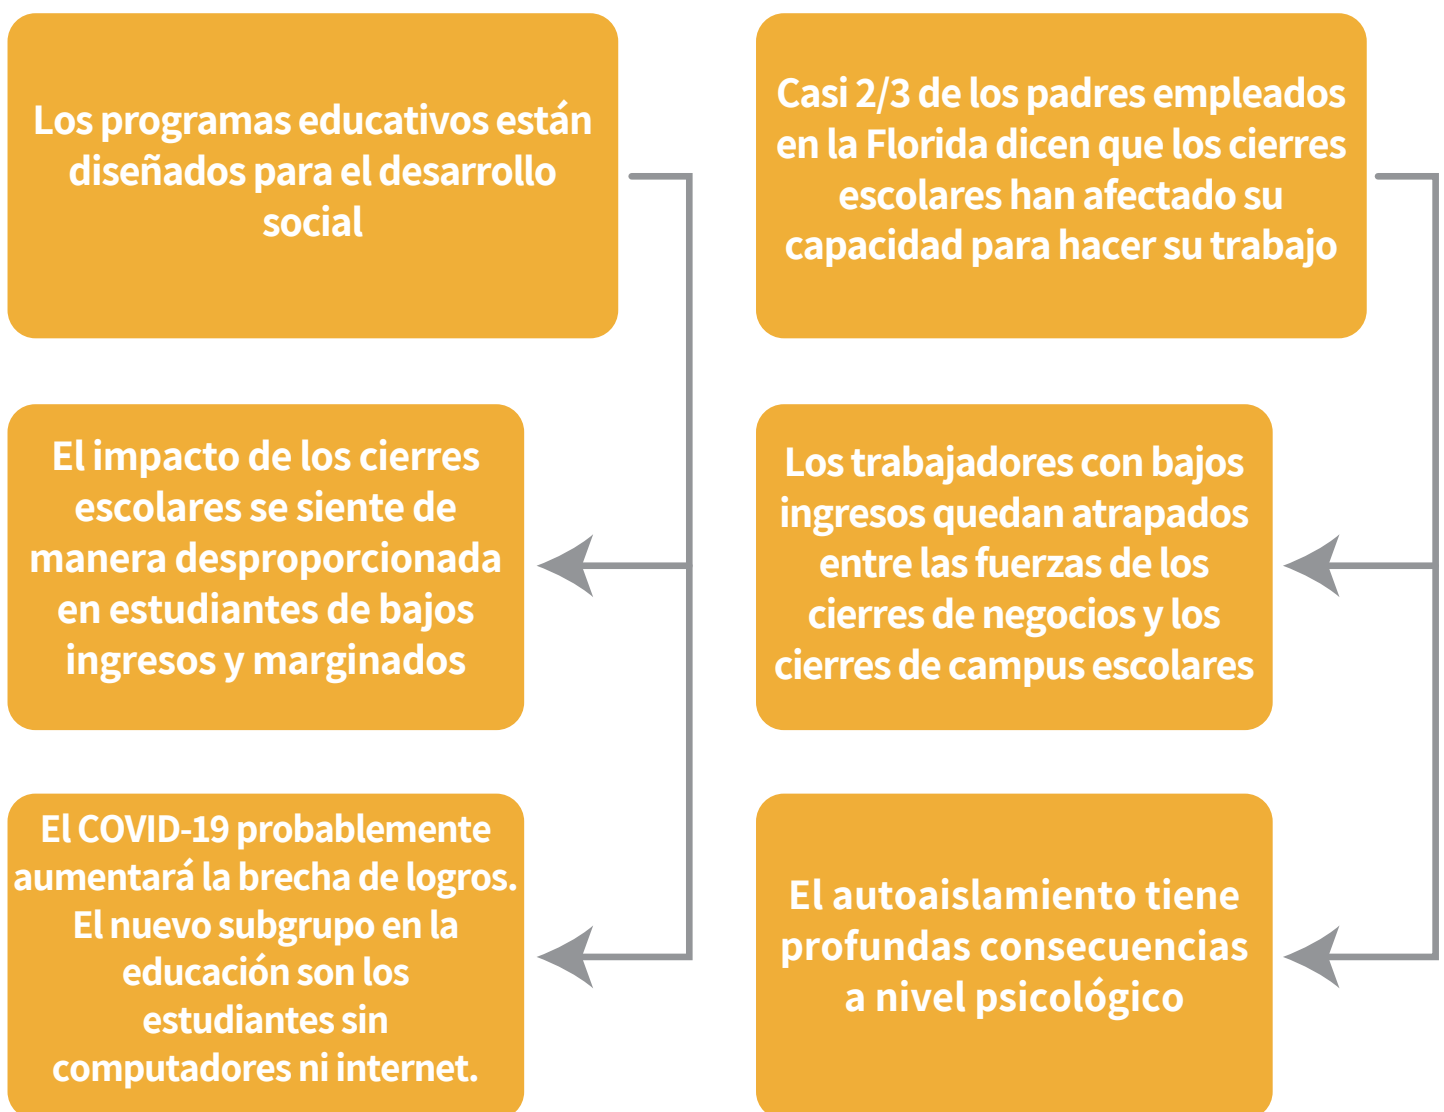 Los programas educativos están
diseñados para el desarrollo
social
Casi 2/3 de los padres empleados
en la Florida dicen que los cierres
escolares han afectado su
capacidad para hacer su trabajo
El impacto de los cierres
escolares se siente de
manera desproporcionada
en estudiantes de bajos
ingresos y marginados
Los trabajadores con bajos
ingresos quedan atrapados
entre las fuerzas de los
cierres de negocios y los
cierres de campus escolares
El COVID-19 probablemente
aumentará la brecha de logros.
El nuevo subgrupo en la
educación son los
estudiantes sin
computadores ni internet.
El autoaislamiento tiene
profundas consecuencias
a nivel psicológico